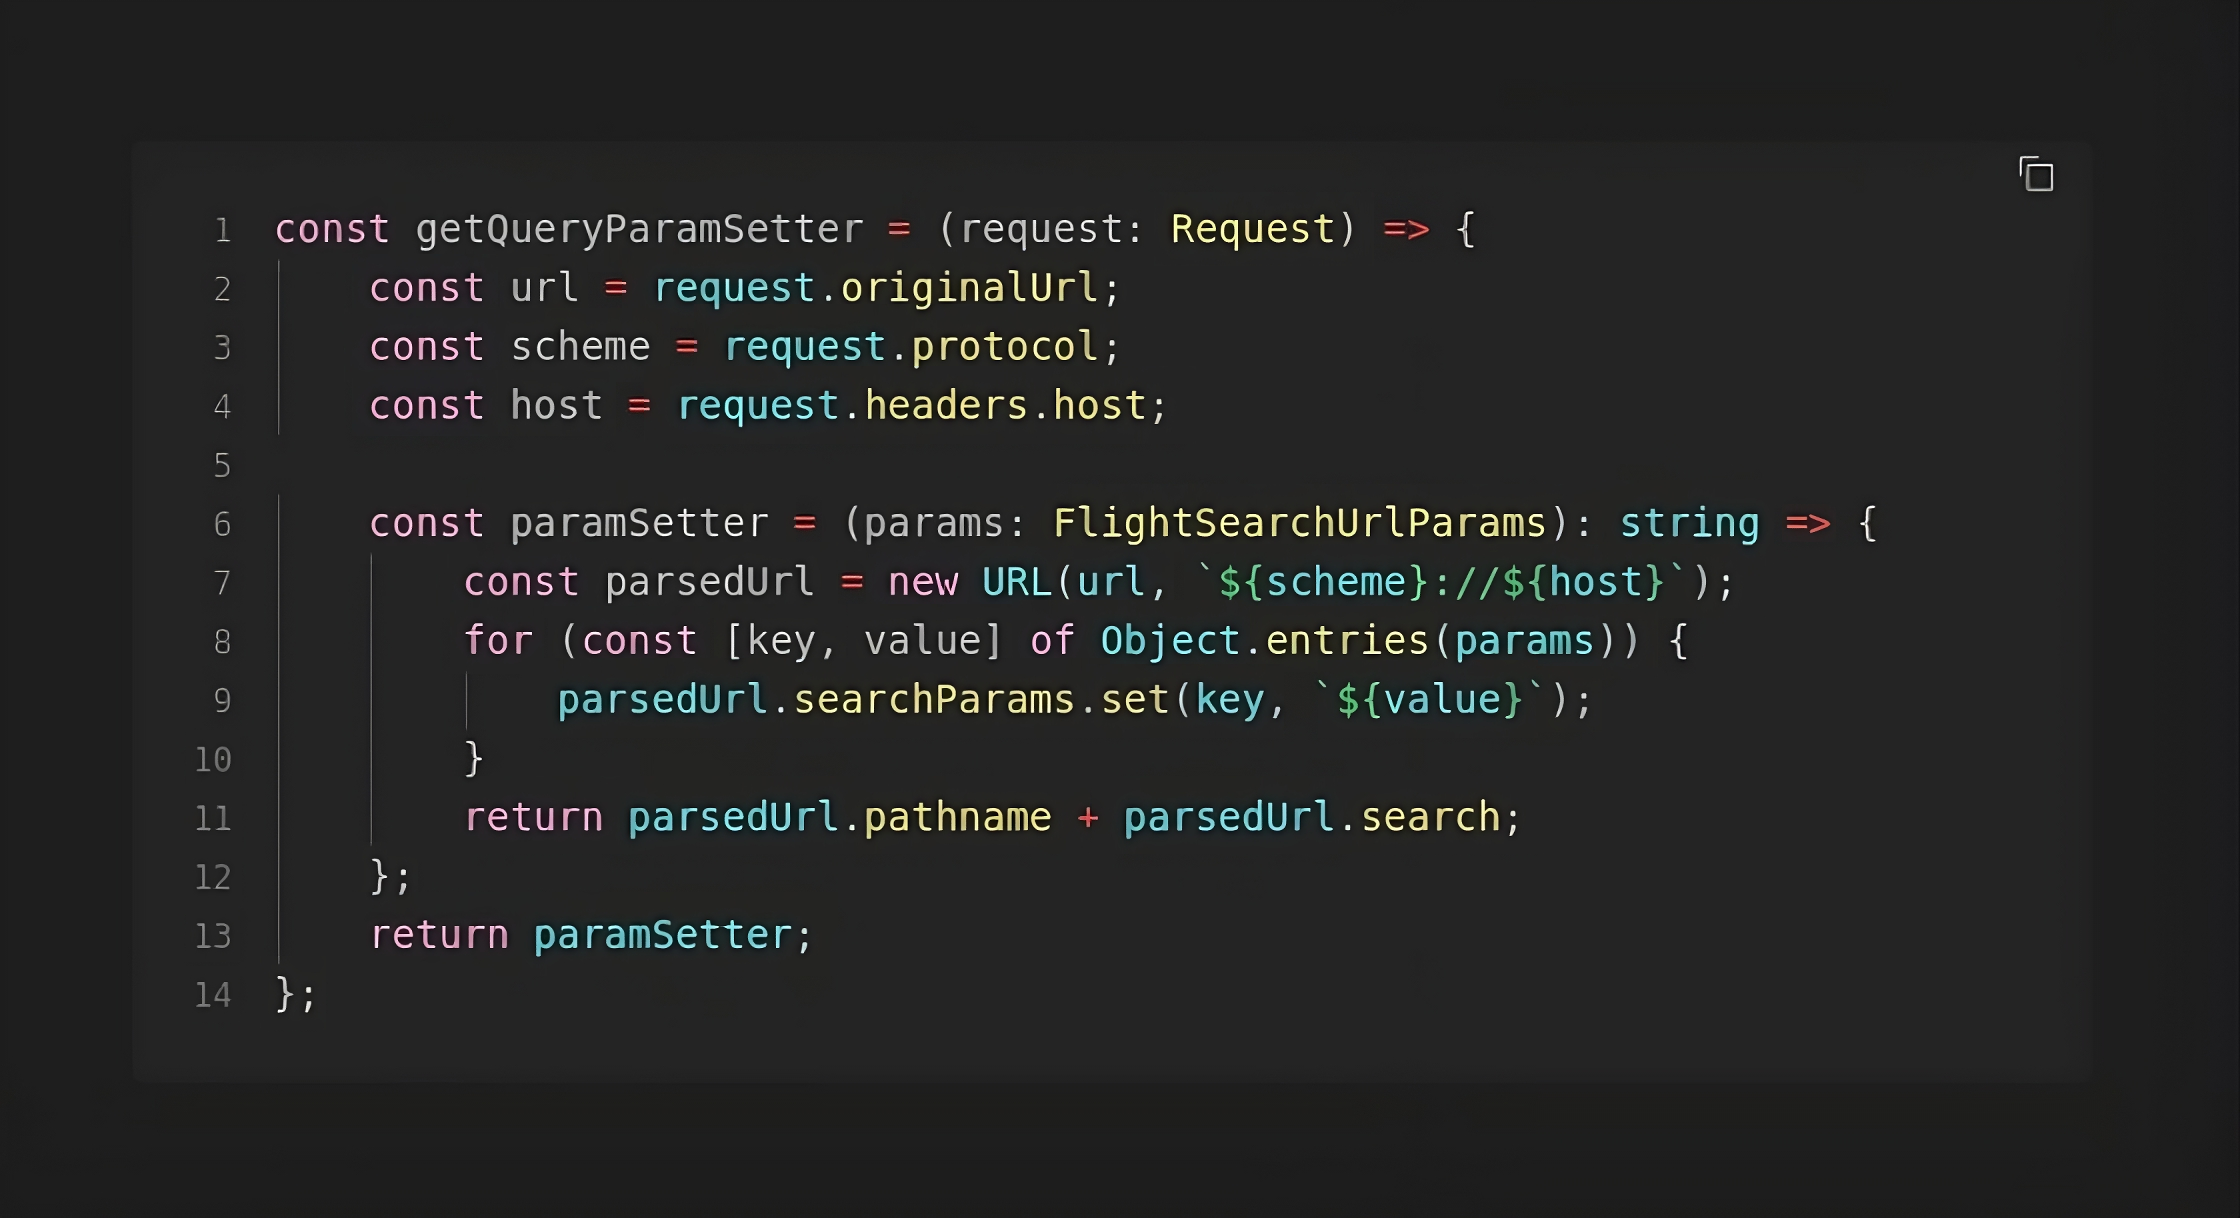 1 const getQueryParamSetter = (request: Request) => {
2     const url = request.originalUrl;
3     const scheme = request.protocol;
4     const host = request.headers.host;
5
6     const paramSetter = (params: FlightSearchUrlParams): string => {
7         const parsedUrl = new URL(url, `${scheme}://${host}`);
8         for (const [key, value] of Object.entries(params)) {
9             parsedUrl.searchParams.set(key, `${value}`);
10         }
11         return parsedUrl.pathname + parsedUrl.search;
12     };
13     return paramSetter;
14 };